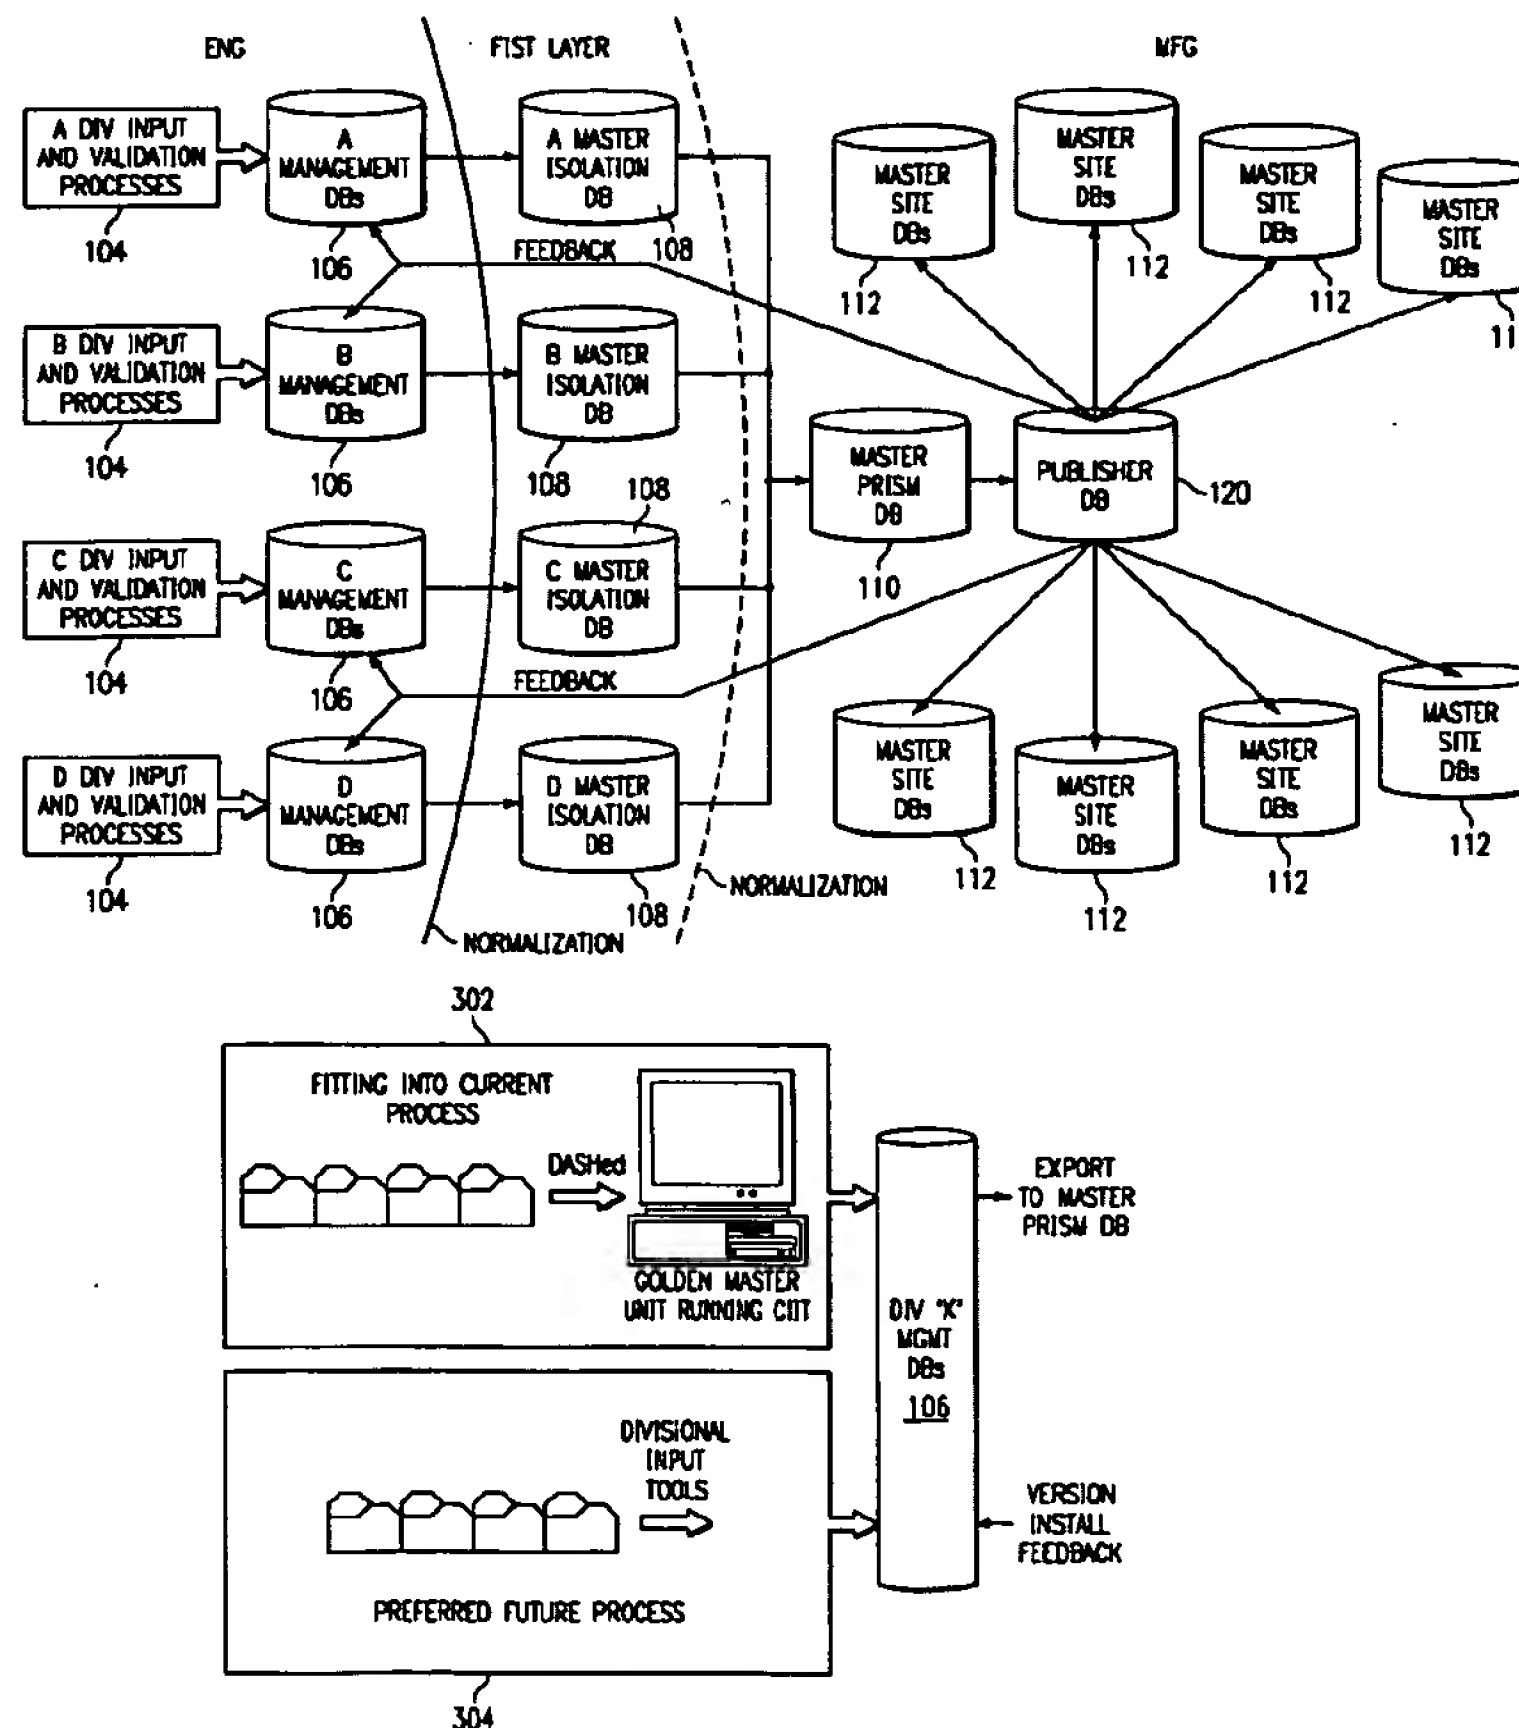 ENG
FIST LAYER
MFG
A DIV INPUT
AND VALIDATION
PROCESSES
104
A
MANAGEMENT
DBs
106
A MASTER
ISOLATION
DB
108
FEEDBACK
MASTER
SITE
DBs
112
MASTER
SITE
DBs
112
MASTER
SITE
DBs
112
MASTER
SITE
DBs
11
B DIV INPUT
AND VALIDATION
PROCESSES
104
B
MANAGEMENT
DBs
106
B MASTER
ISOLATION
DB
108
MASTER
PRISM
DB
110
PUBLISHER
DB
120
C DIV INPUT
AND VALIDATION
PROCESSES
104
C
MANAGEMENT
DBs
106
108
C MASTER
ISOLATION
DB
FEEDBACK
D DIV INPUT
AND VALIDATION
PROCESSES
104
D
MANAGEMENT
DBs
106
D MASTER
ISOLATION
DB
108
MASTER
SITE
DBs
112
MASTER
SITE
DBs
112
MASTER
SITE
DBs
112
MASTER
SITE
DBs
112
NORMALIZATION
NORMALIZATION
302
FITTING INTO CURRENT
PROCESS
DASHed
GOLDEN MASTER
UNIT RUNNING CIIT
DIV "X"
MGMT
DBs
106
EXPORT
TO MASTER
PRISM DB
DIVISIONAL
INPUT
TOOLS
PREFERRED FUTURE PROCESS
304
VERSION
INSTALL
FEEDBACK